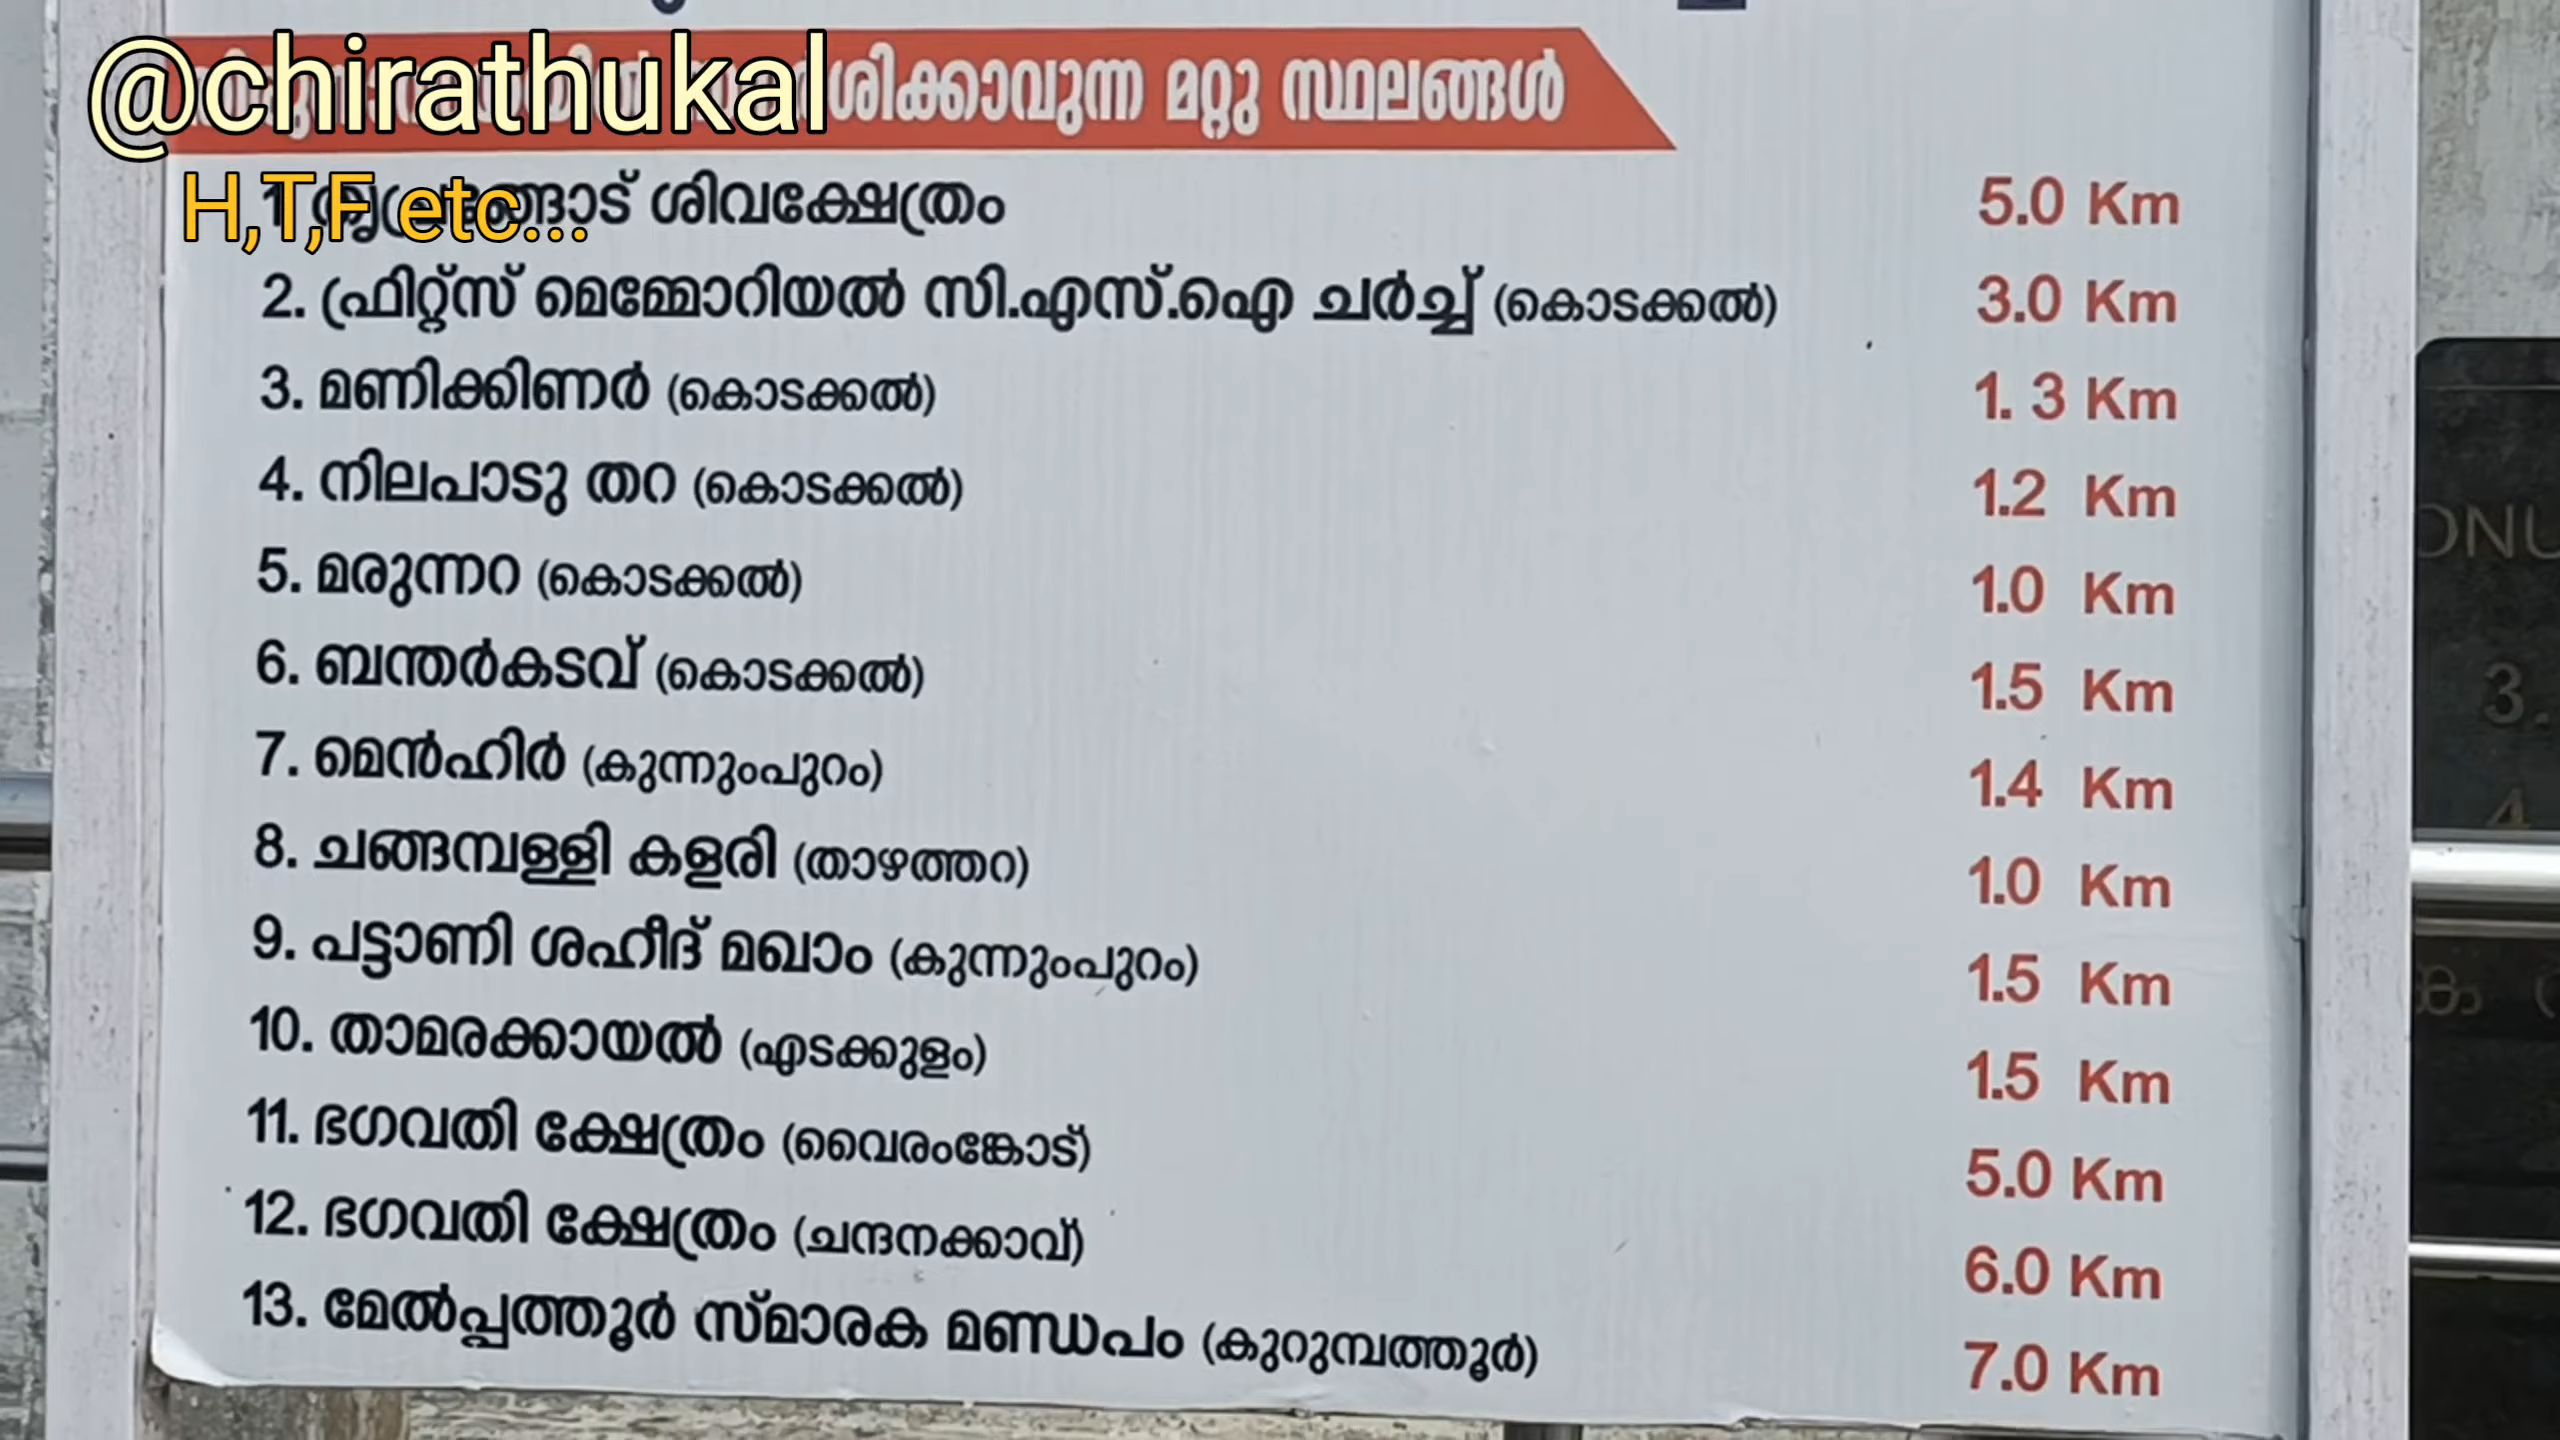 @chirathukal
മറ്റു സ്ഥലങ്ങൾ
H,T,F etc...
ശിവക്ഷേത്രം 5.0 Km
2. ഫ്രിറ്റ്സ് മെമ്മോറിയൽ സി.എസ്.ഐ ചർച്ച് (കൊടക്കൽ) 3.0 Km
3. മണിക്കിണർ (കൊടക്കൽ) 1. 3 Km
4. നിലപാടു തറ (കൊടക്കൽ) 1.2 Km
5. മരുന്നറ (കൊടക്കൽ) 1.0 Km
6. ബന്തർകടവ് (കൊടക്കൽ) 1.5 Km
7. മെൻഹിർ (കുന്നുംപുറം) 1.4 Km
8. ചങ്ങമ്പള്ളി കളരി (താഴത്തറ) 1.0 Km
9. പട്ടാണി ശഹീദ് മഖാം (കുന്നുംപുറം) 1.5 Km
10. താമരക്കായൽ (എടക്കുളം) 1.5 Km
11. ഭഗവതി ക്ഷേത്രം (വൈരംങ്കോട്) 5.0 Km
12. ഭഗവതി ക്ഷേത്രം (ചന്ദനക്കാവ്) 6.0 Km
13. മേൽപ്പത്തൂർ സ്മാരക മണ്ഡപം (കുറുമ്പത്തൂർ) 7.0 Km